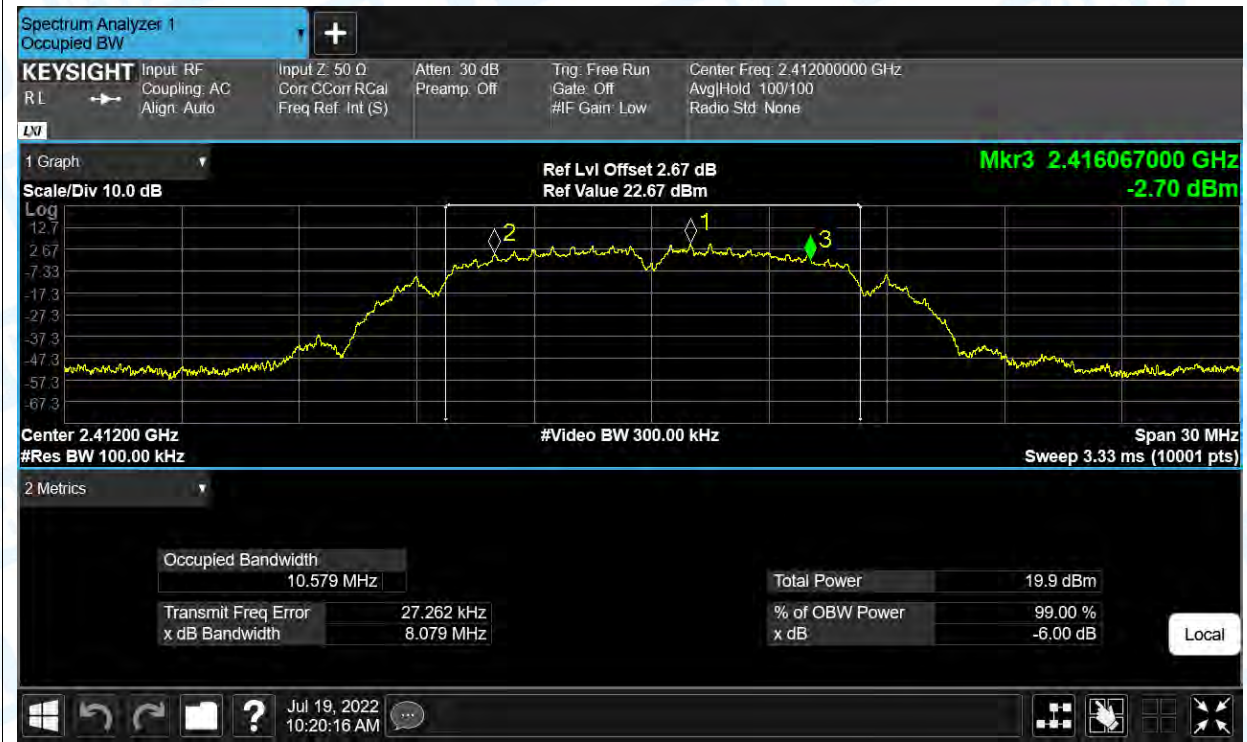 Spectrum Analyzer 1
Occupied BW
KEYSIGHT
R L
LXI
Input: RF
Coupling: AC
Align: Auto
Input Z: 50 Ω
Corr CCorr RCal
Freq Ref: Int (S)
Atten: 30 dB
Preamp: Off
Trig: Free Run
Gate: Off
#IF Gain: Low
Center Freq: 2.412000000 GHz
Avg|Hold: 100/100
Radio Std: None
1 Graph
Scale/Div 10.0 dB
Ref Lvl Offset 2.67 dB
Ref Value 22.67 dBm
Mkr3 2.416067000 GHz
-2.70 dBm
Log
12.7
2.67
-7.33
-17.3
-27.3
-37.3
-47.3
-57.3
-67.3
2
1
3
Center 2.41200 GHz
#Res BW 100.00 kHz
#Video BW 300.00 kHz
Span 30 MHz
Sweep 3.33 ms (10001 pts)
2 Metrics
Occupied Bandwidth
10.579 MHz
Transmit Freq Error 27.262 kHz
x dB Bandwidth 8.079 MHz
Total Power 19.9 dBm
% of OBW Power 99.00 %
x dB -6.00 dB
Local
?
Jul 19, 2022
10:20:16 AM